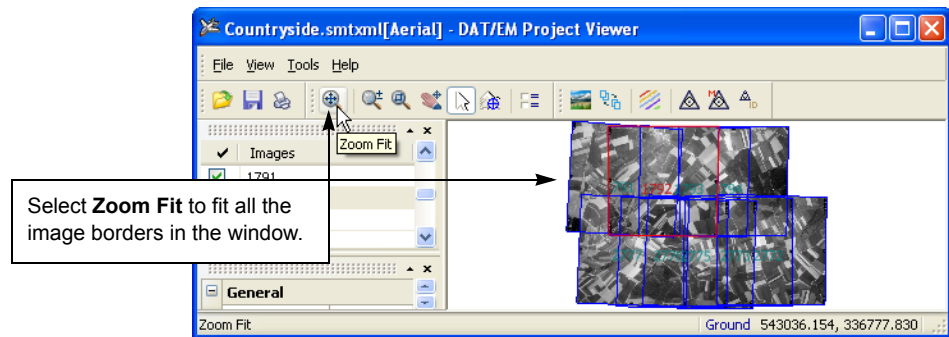 Countryside.smtxml[Aerial] - DAT/EM Project Viewer
File View Tools Help
Zoom Fit
Images
1791
Select Zoom Fit to fit all the
image borders in the window.
1792
General
Zoom Fit
Ground 543036.154, 336777.830